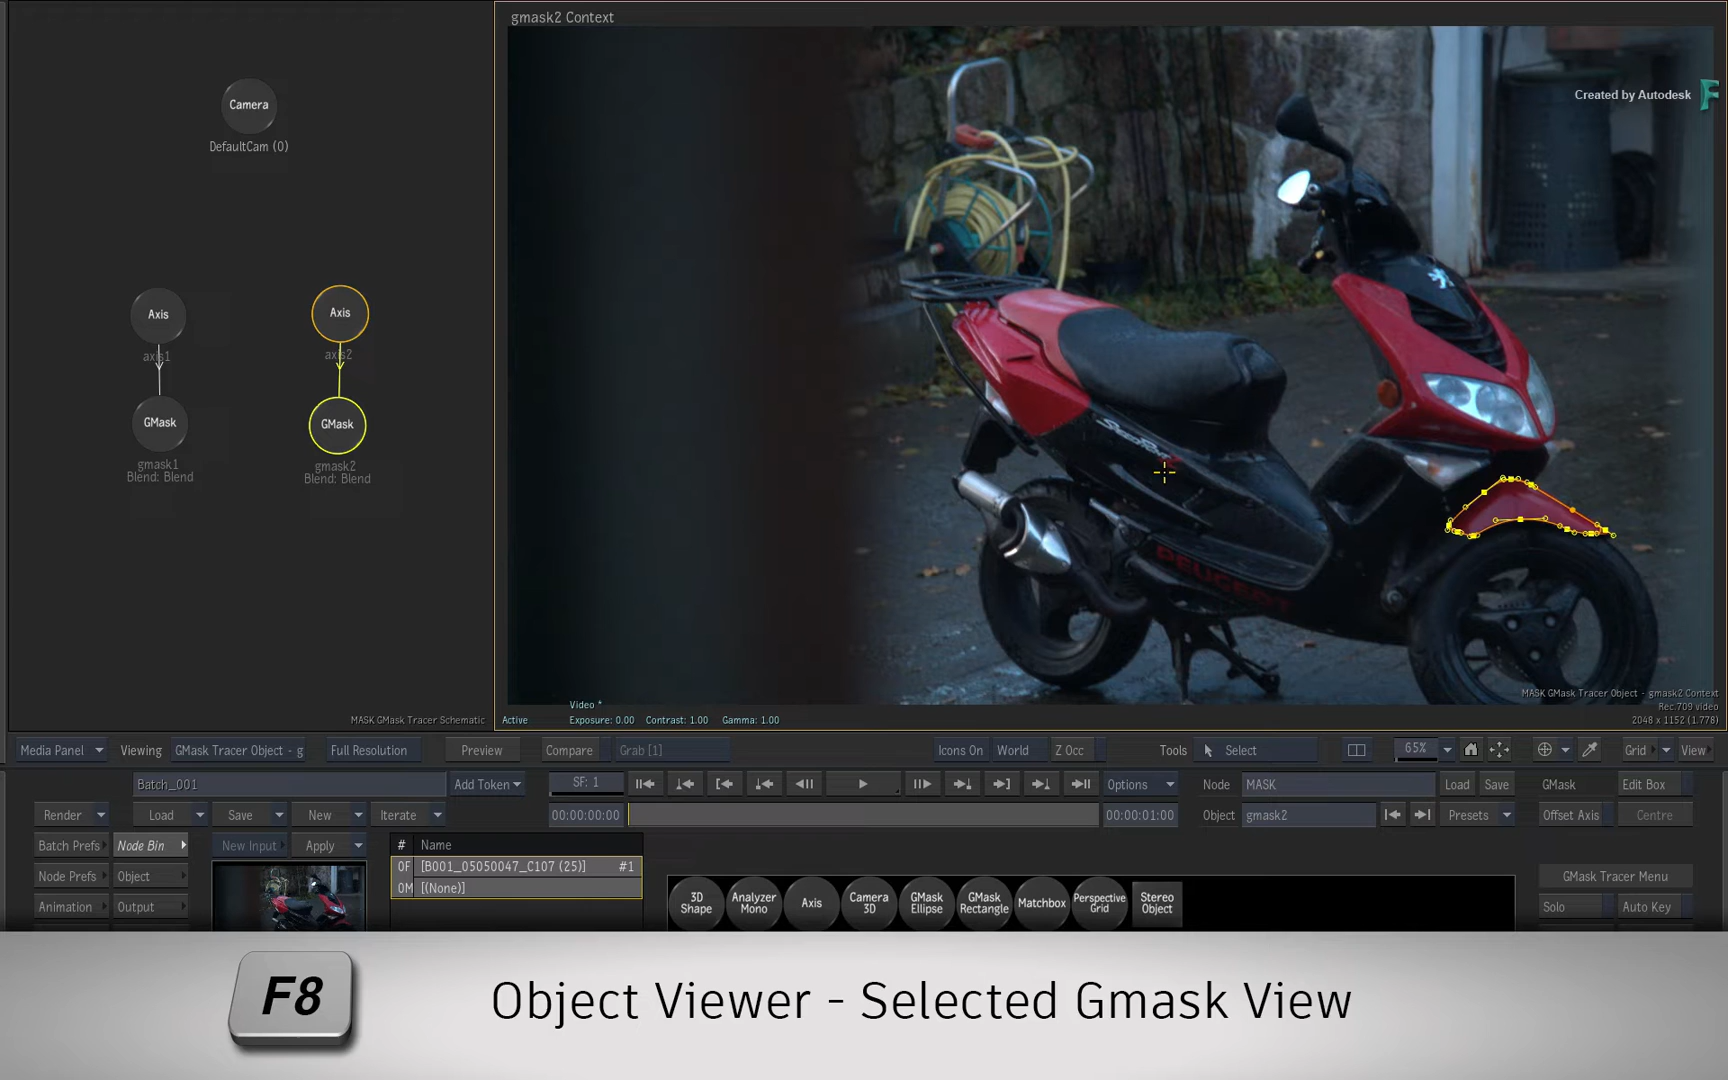 gmask2 Context
Created by Autodesk
Camera
DefaultCam (0)
Axis
axis1
Axis
axis2
GMask
gmask1
Blend: Blend
GMask
gmask2
Blend: Blend
SPEEDFIGHT
PEUGEOT
MASK GMask Tracer Schematic
Active
Video *
Exposure: 0.00 Contrast: 1.00 Gamma: 1.00
MASK GMask Tracer Object - gmask2 Context
Rec.709 video
2048 x 1152 (1.778)
Media Panel Viewing GMask Tracer Object - g Full Resolution Preview Compare Grab [1] Icons On World Z Occ Tools Select 65% Grid View
Batch_001 Add Token SF: 1 Options Node MASK Load Save GMask Edit Box
Render Load Save New Iterate 00:00:00:00 00:00:01:00 Object gmask2 Presets Offset Axis Centre
Batch Prefs Node Bin New Input Apply # Name
0F [B001_05050047_C107 (25)] #1
Node Prefs Object 0M [(None)] GMask Tracer Menu
Animation Output Solo Auto Key
3D Shape
Analyzer Mono
Axis
Camera 3D
GMask Ellipse
GMask Rectangle
Matchbox
Perspective Grid
Stereo Object
F8
Object Viewer - Selected Gmask View